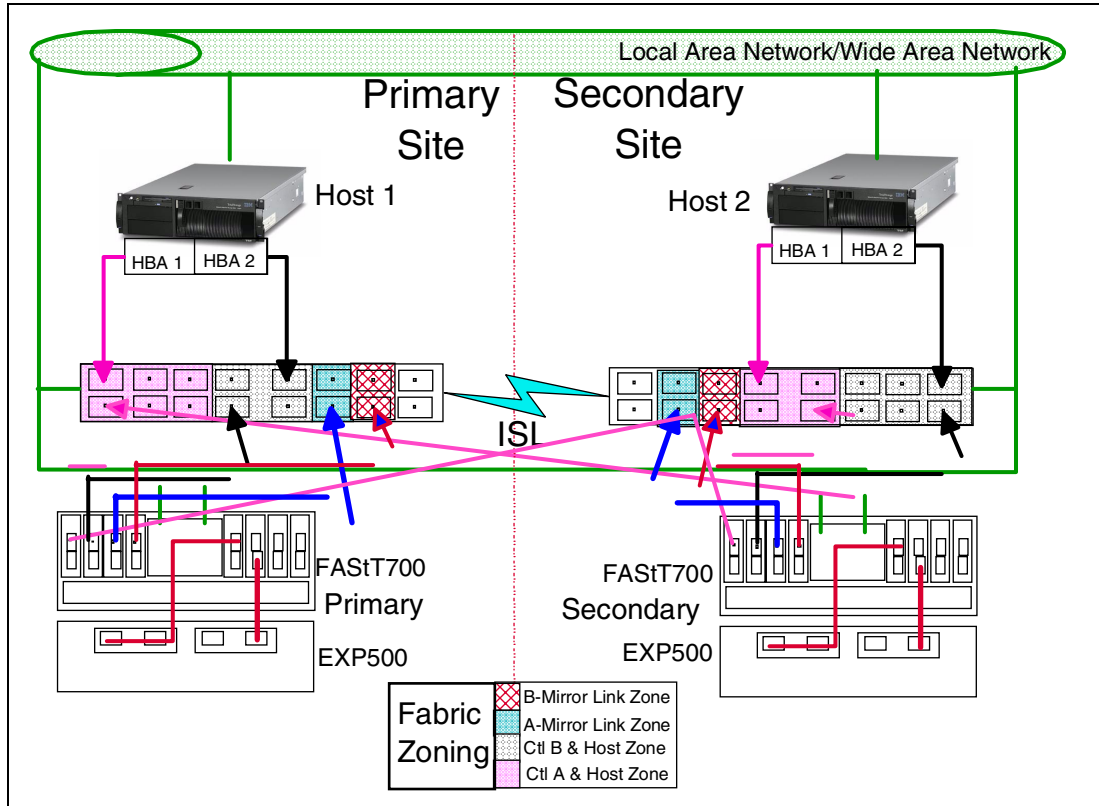 Local Area Network/Wide Area Network
Primary
Site
Secondary
Site
Host 1
Host 2
HBA 1
HBA 2
HBA 1
HBA 2
ISL
FAStT700
Primary
EXP500
FAStT700
Secondary
EXP500
Fabric
Zoning
B-Mirror Link Zone
A-Mirror Link Zone
Ctl B & Host Zone
Ctl A & Host Zone